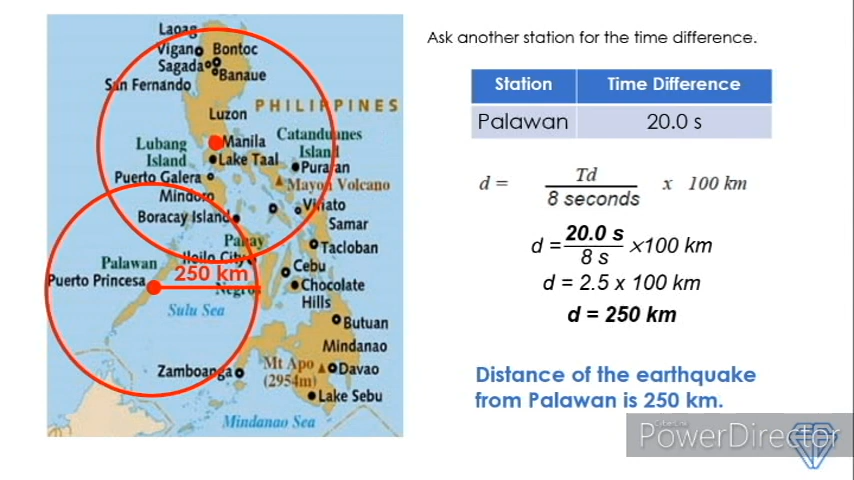 Ask another station for the time difference.
Station Time Difference
Palawan 20.0 s
d = Td / 8 seconds x 100 km
d = 20.0 s / 8 s ×100 km
d = 2.5 x 100 km
d = 250 km
Distance of the earthquake
from Palawan is 250 km.
Laoag
Vigan Bontoc
Sagada
Banaue
San Fernando
Luzon
PHILIPPINES
Manila
Lubang
Island
Catanduanes
Island
Lake Taal
Puraran
Puerto Galera
Mayon Volcano
Mindoro
Viriato
Boracay Island
Samar
Panay
Tacloban
Iloilo City
Palawan
250 km
Cebu
Puerto Princesa
Negros
Chocolate
Hills
Sulu Sea
Butuan
Mindanao
Zamboanga
Mt Apo
(2954m)
Davao
Lake Sebu
Mindanao Sea
CyberLink
PowerDirector